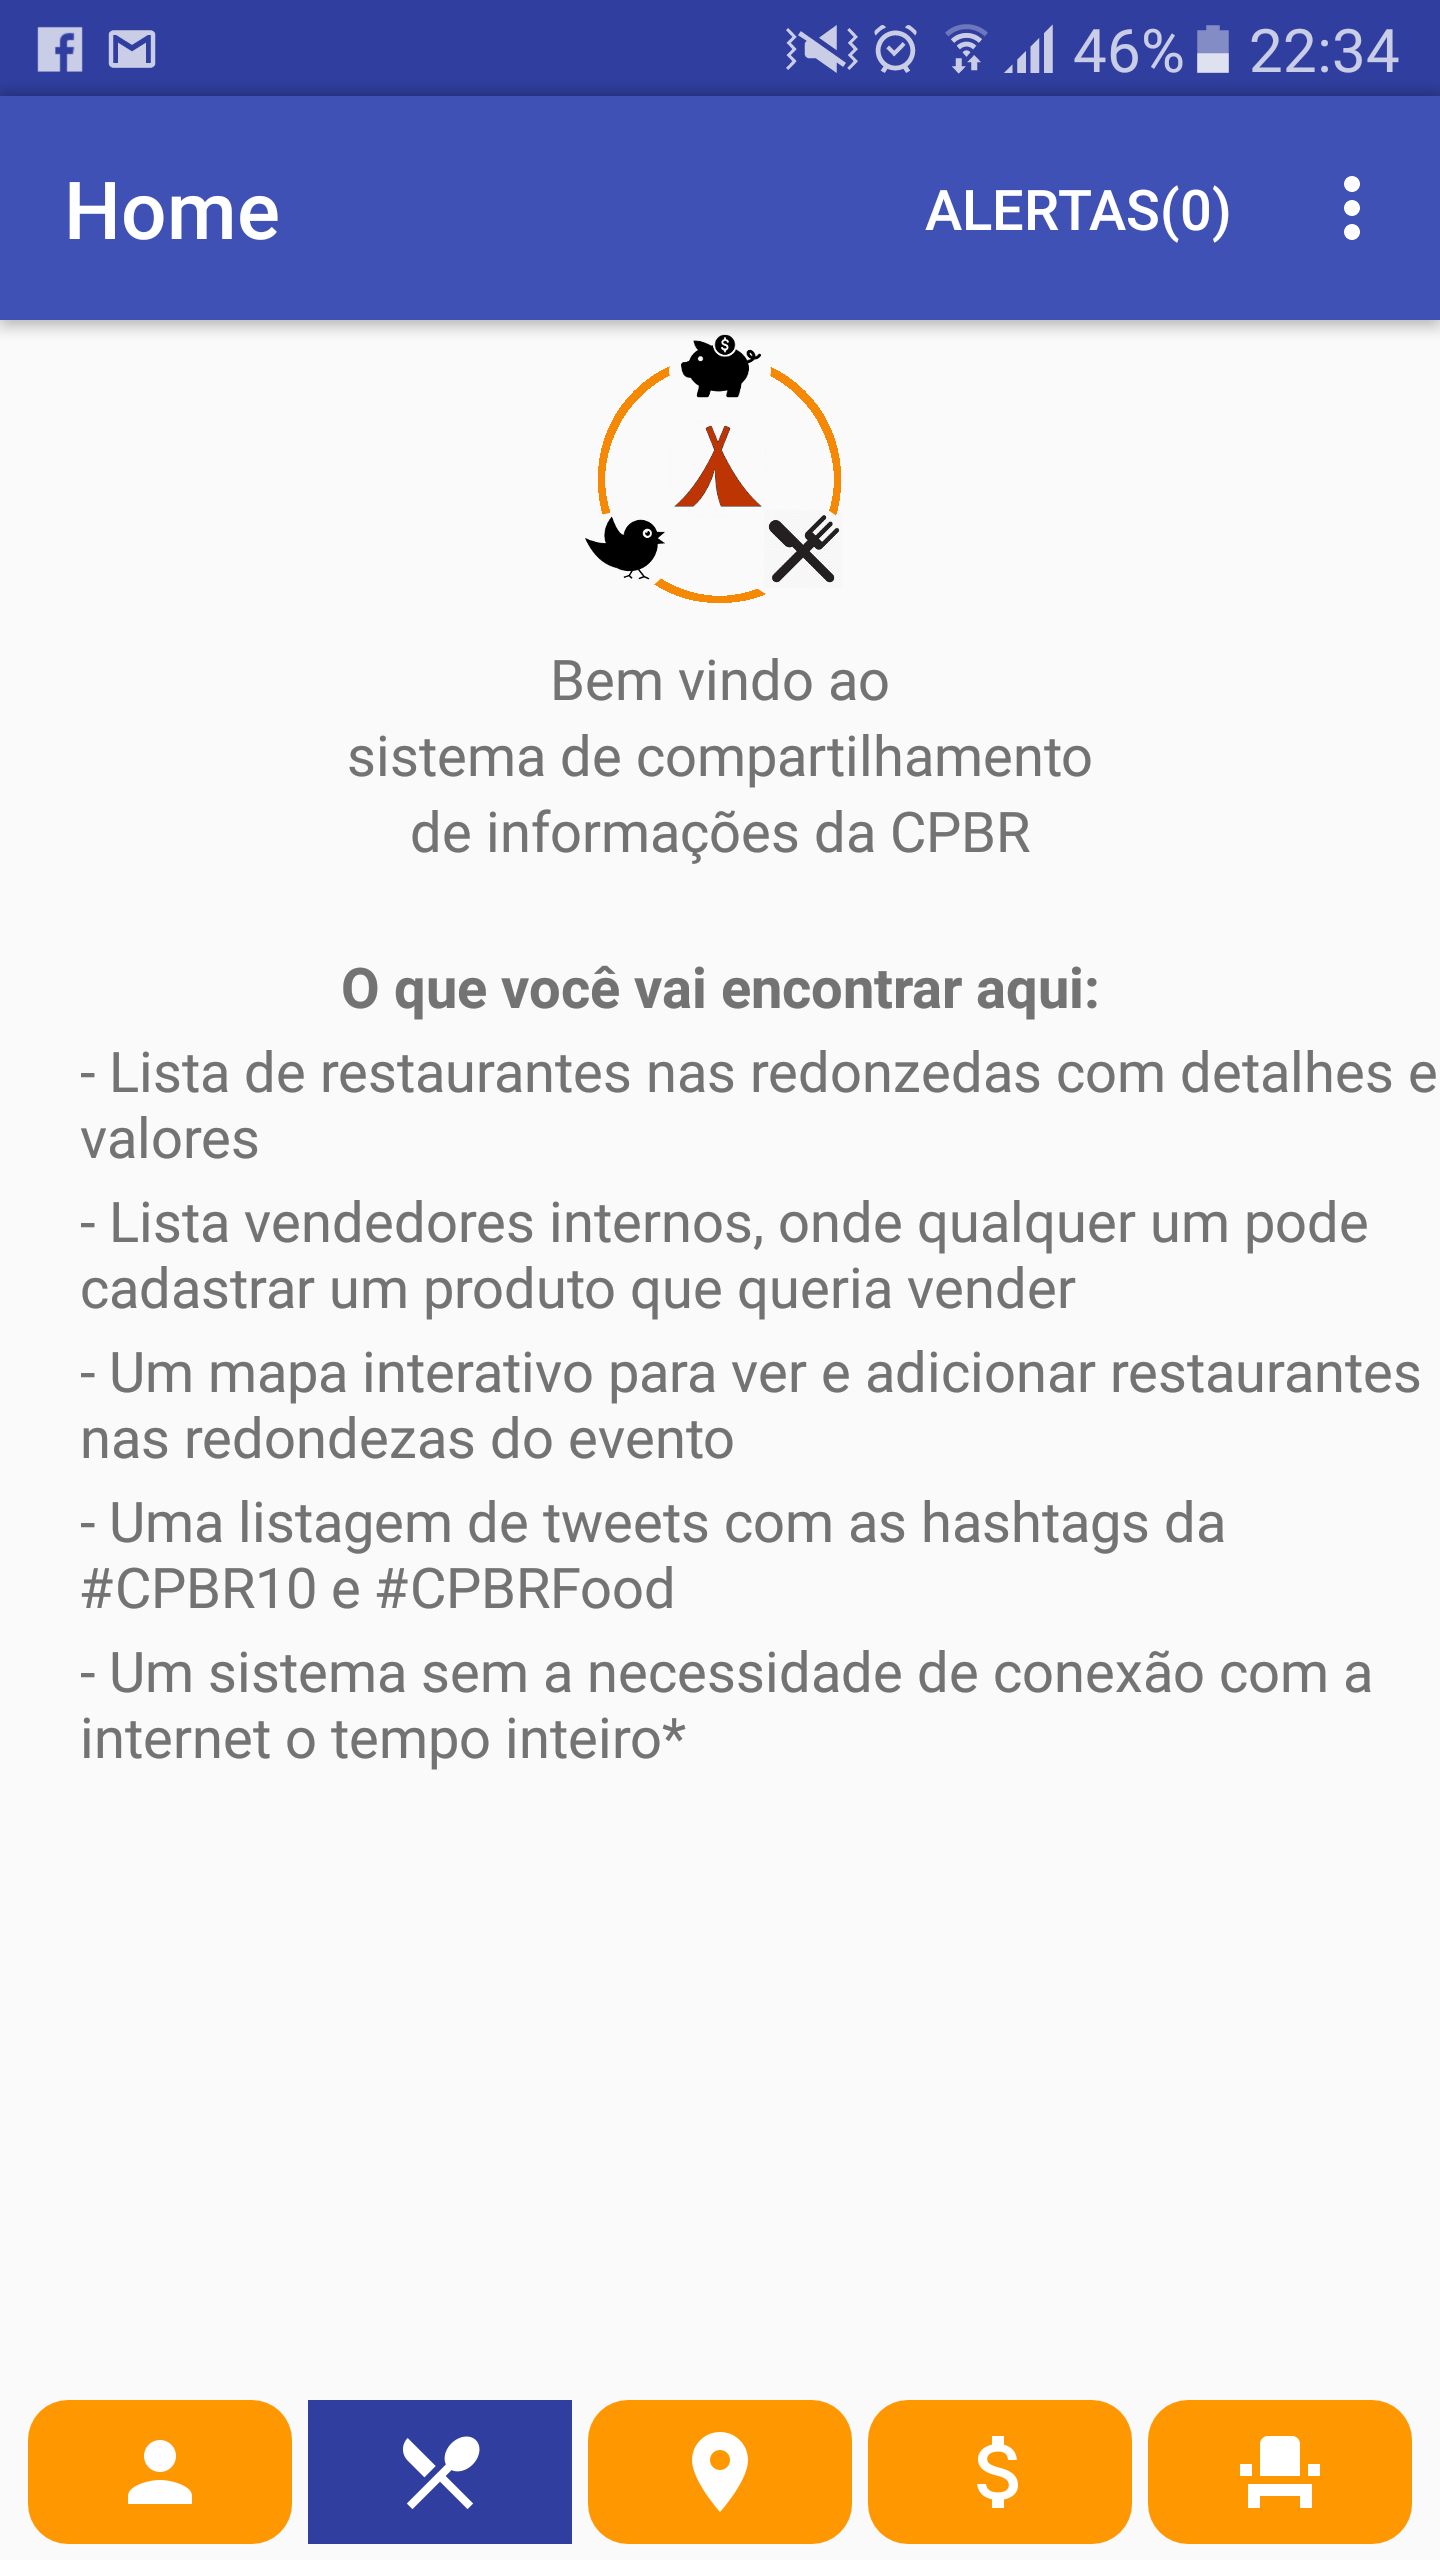 46% 22:34
Home ALERTAS(0)
Bem vindo ao
sistema de compartilhamento
de informações da CPBR
O que você vai encontrar aqui:
- Lista de restaurantes nas redonzedas com detalhes e
valores
- Lista vendedores internos, onde qualquer um pode
cadastrar um produto que queria vender
- Um mapa interativo para ver e adicionar restaurantes
nas redondezas do evento
- Uma listagem de tweets com as hashtags da
#CPBR10 e #CPBRFood
- Um sistema sem a necessidade de conexão com a
internet o tempo inteiro*